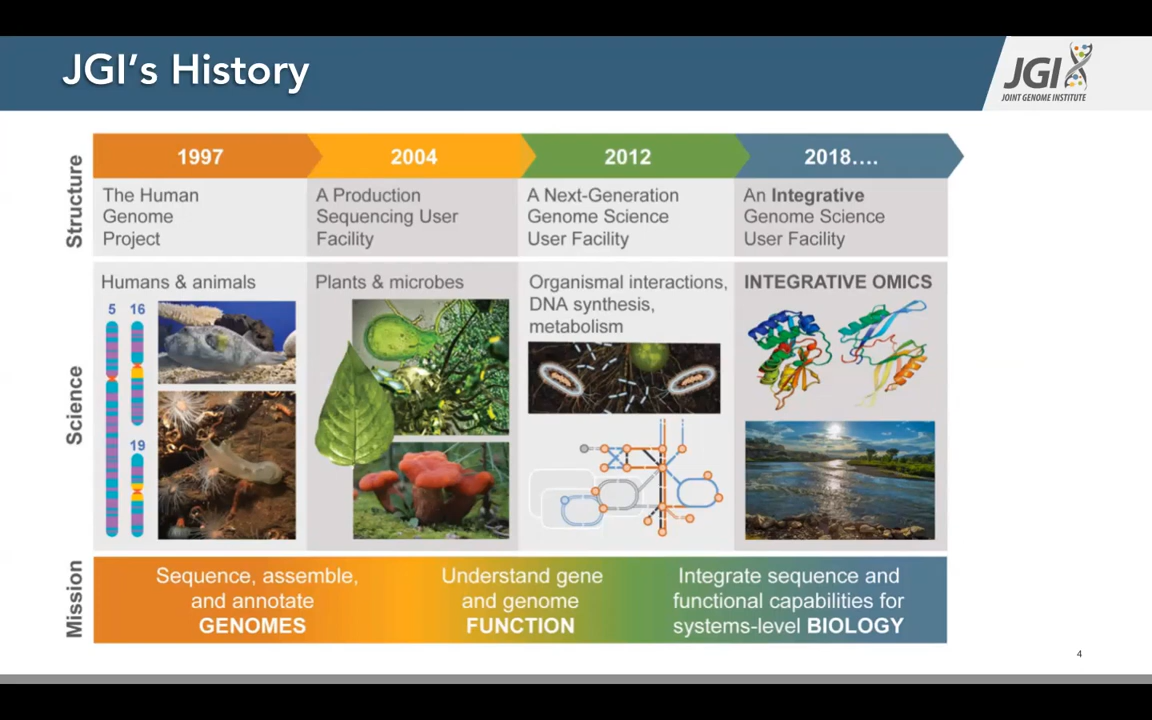 JGI's History
JGI
JOINT GENOME INSTITUTE
Structure
1997
2004
2012
2018....
The Human
Genome
Project
A Production
Sequencing User
Facility
A Next-Generation
Genome Science
User Facility
An Integrative
Genome Science
User Facility
Science
Humans & animals
5 16
19
Plants & microbes
Organismal interactions,
DNA synthesis,
metabolism
INTEGRATIVE OMICS
Mission
Sequence, assemble,
and annotate
GENOMES
Understand gene
and genome
FUNCTION
Integrate sequence and
functional capabilities for
systems-level BIOLOGY
4